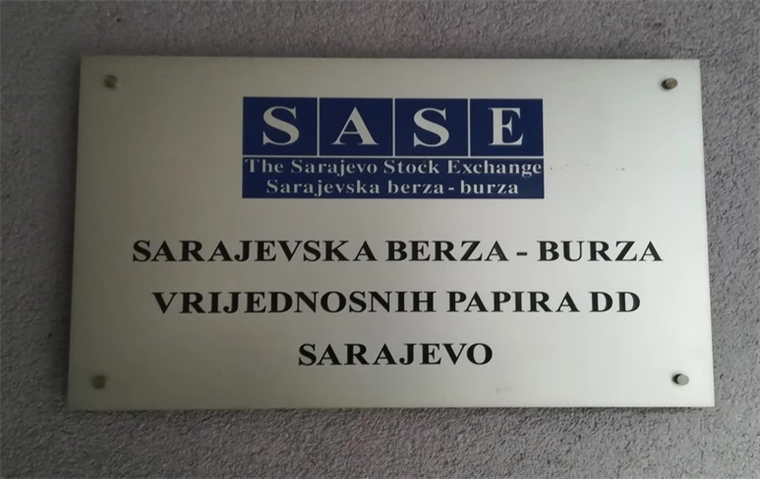 SASE
The Sarajevo Stock Exchange
Sarajevska berza - burza
SARAJEVSKA BERZA - BURZA
VRIJEDNOSNIH PAPIRA DD
SARAJEVO